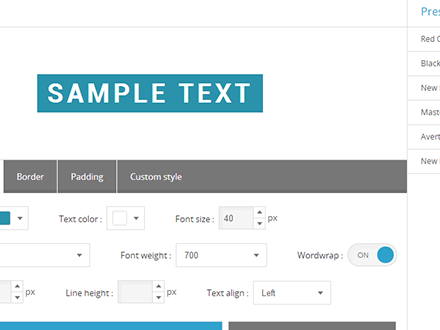 Pres
Red C
SAMPLE TEXT
Black
New
Maste
Avert
New
Border Padding Custom style
Text color : Font size : 40 px
Font weight : 700 Wordwrap : ON
px Line height : px Text align : Left